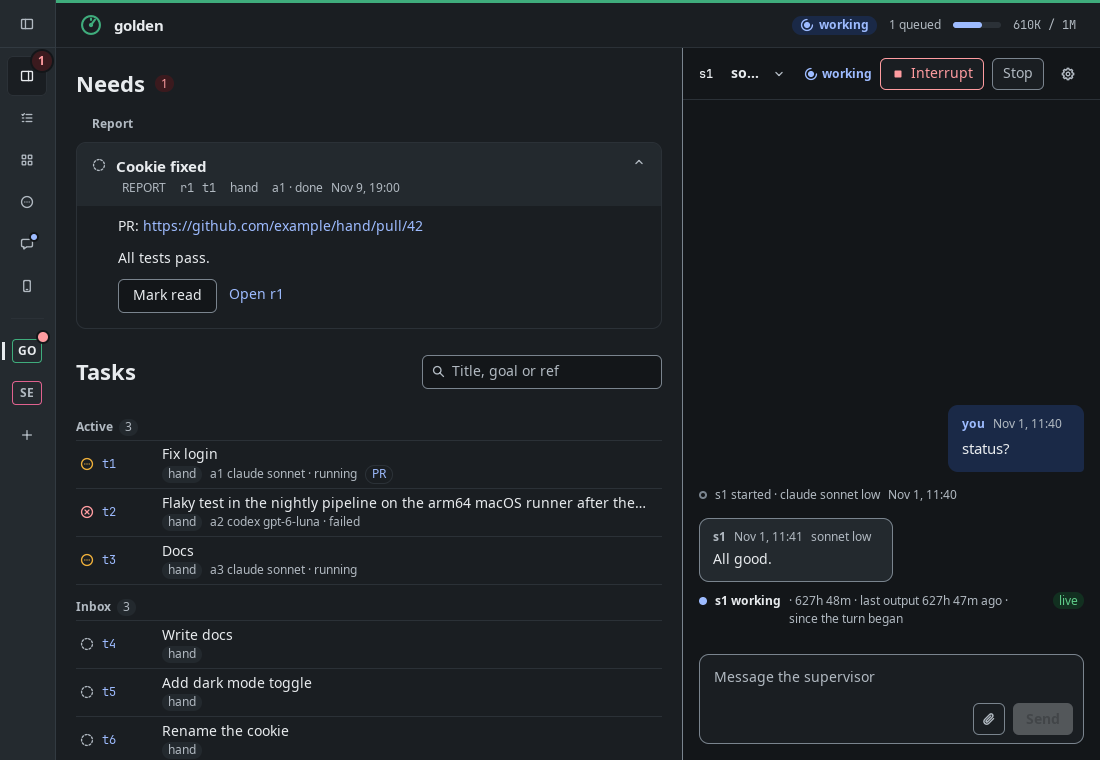 golden
working
1 queued
610K / 1M
1
Needs 1
Report
Cookie fixed
REPORT r1 t1 hand a1 · done Nov 9, 19:00
PR: https://github.com/example/hand/pull/42
All tests pass.
Mark read
Open r1
GO
SE
Tasks
Title, goal or ref
Active 3
t1
Fix login
hand a1 claude sonnet · running PR
t2
Flaky test in the nightly pipeline on the arm64 macOS runner after the…
hand a2 codex gpt-6-luna · failed
t3
Docs
hand a3 claude sonnet · running
Inbox 3
t4
Write docs
hand
t5
Add dark mode toggle
hand
t6
Rename the cookie
hand
s1 so… working Interrupt Stop
you Nov 1, 11:40
status?
s1 started · claude sonnet low Nov 1, 11:40
s1 Nov 1, 11:41 sonnet low
All good.
s1 working · 627h 48m · last output 627h 47m ago · live
since the turn began
Message the supervisor
Send